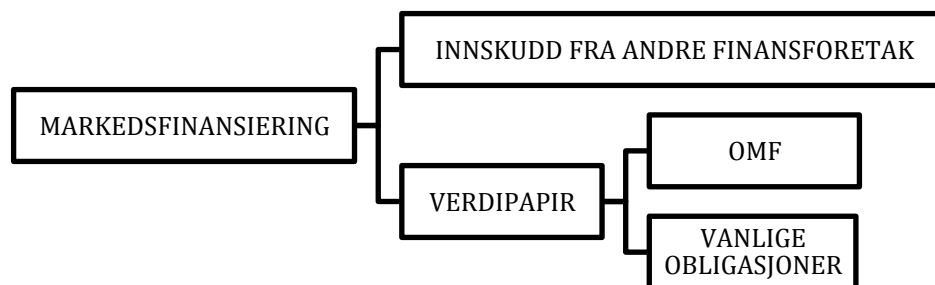 INNSKUDD FRA ANDRE FINANSFORETAK
MARKEDSFINANSIERING
OMF
VERDIPAPIR
VANLIGE
OBLIGASJONER